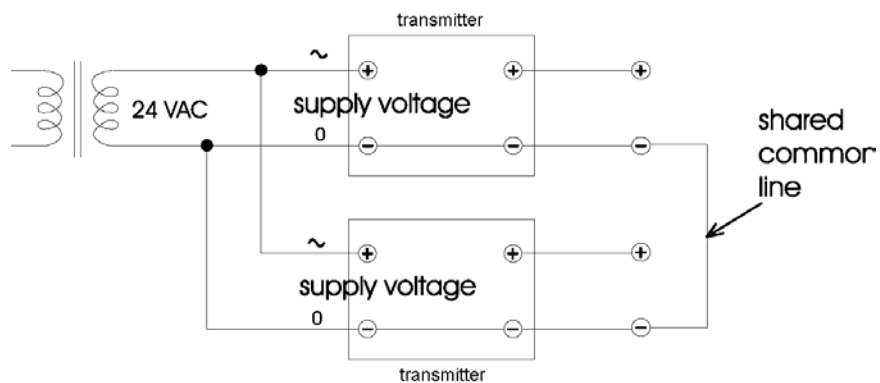 transmitter
~
+
+
+
24 VAC
supply voltage
0
−
−
−
shared
common
line
~
+
+
+
supply voltage
0
−
−
−
transmitter